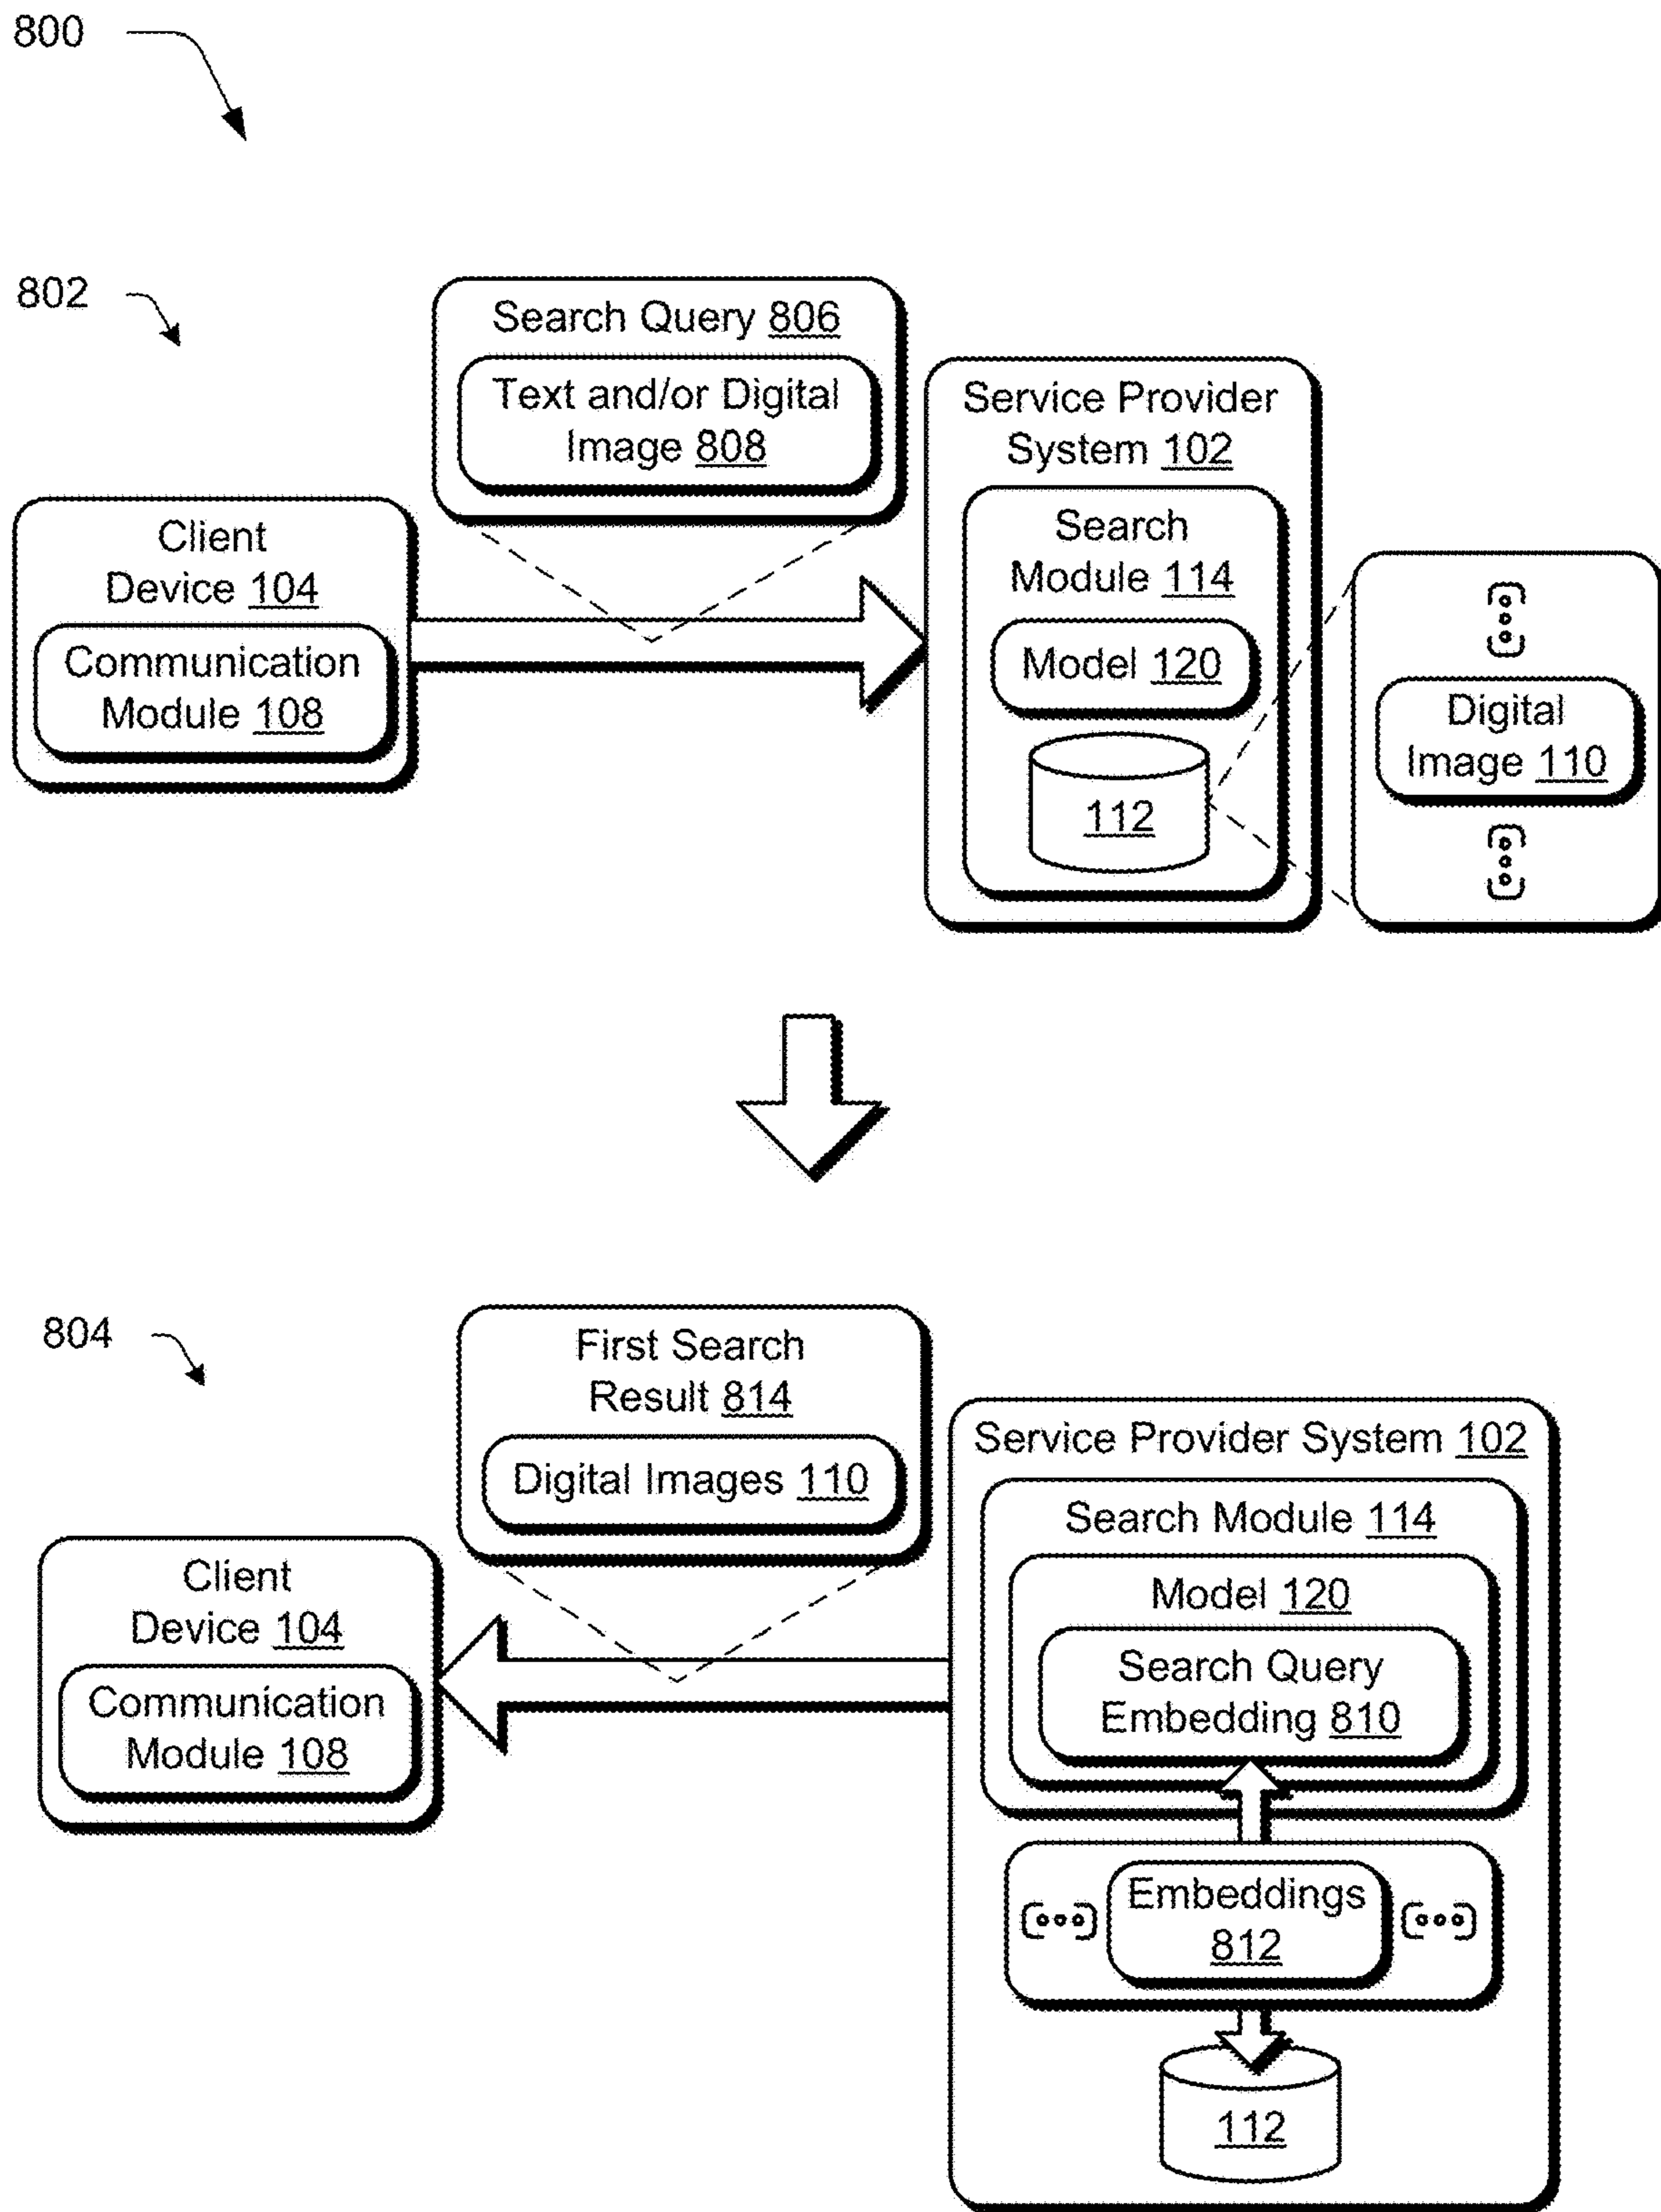 800
802
Search Query 806
Text and/or Digital
Image 808
Service Provider
System 102
Search
Module 114
Model 120
112
Client
Device 104
Communication
Module 108
Digital
Image 110
804
First Search
Result 814
Digital Images 110
Service Provider System 102
Search Module 114
Model 120
Search Query
Embedding 810
Client
Device 104
Communication
Module 108
Embeddings
812
112